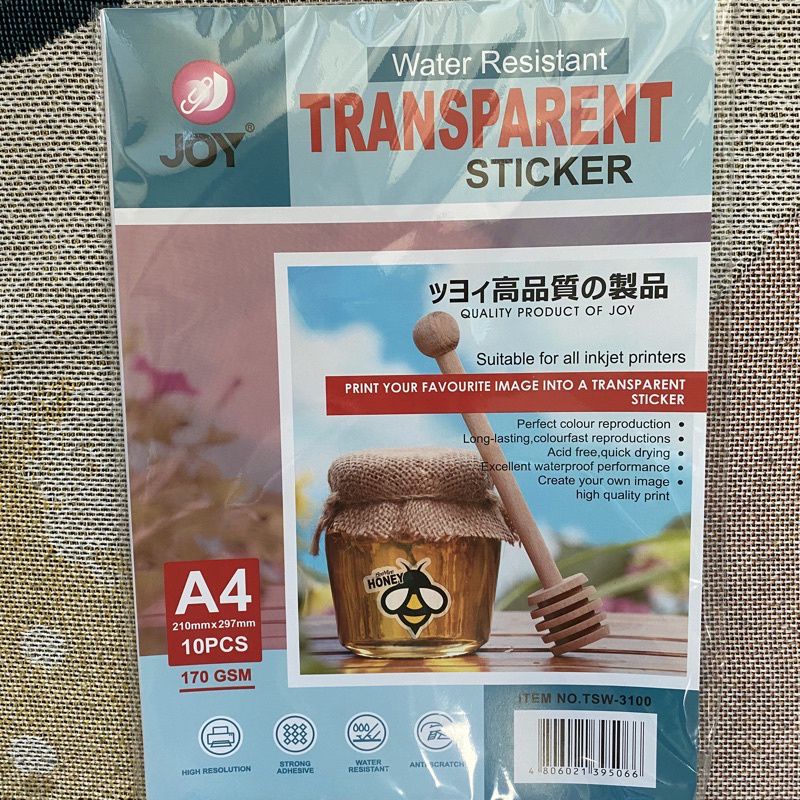 JOY®
Water Resistant
TRANSPARENT
STICKER
ッヨィ高品質の製品
QUALITY PRODUCT OF JOY
Suitable for all inkjet printers
PRINT YOUR FAVOURITE IMAGE INTO A TRANSPARENT
STICKER
Perfect colour reproduction •
Long-lasting,colourfast reproductions •
Acid free,quick drying •
Excellent waterproof performance •
Create your own image •
high quality print
HONEY
A4
210mmx297mm
10PCS
170 GSM
ITEM NO.TSW-3100
HIGH RESOLUTION
STRONG
ADHESIVE
WATER
RESISTANT
ANTI SCRATCH
4 806021 395066